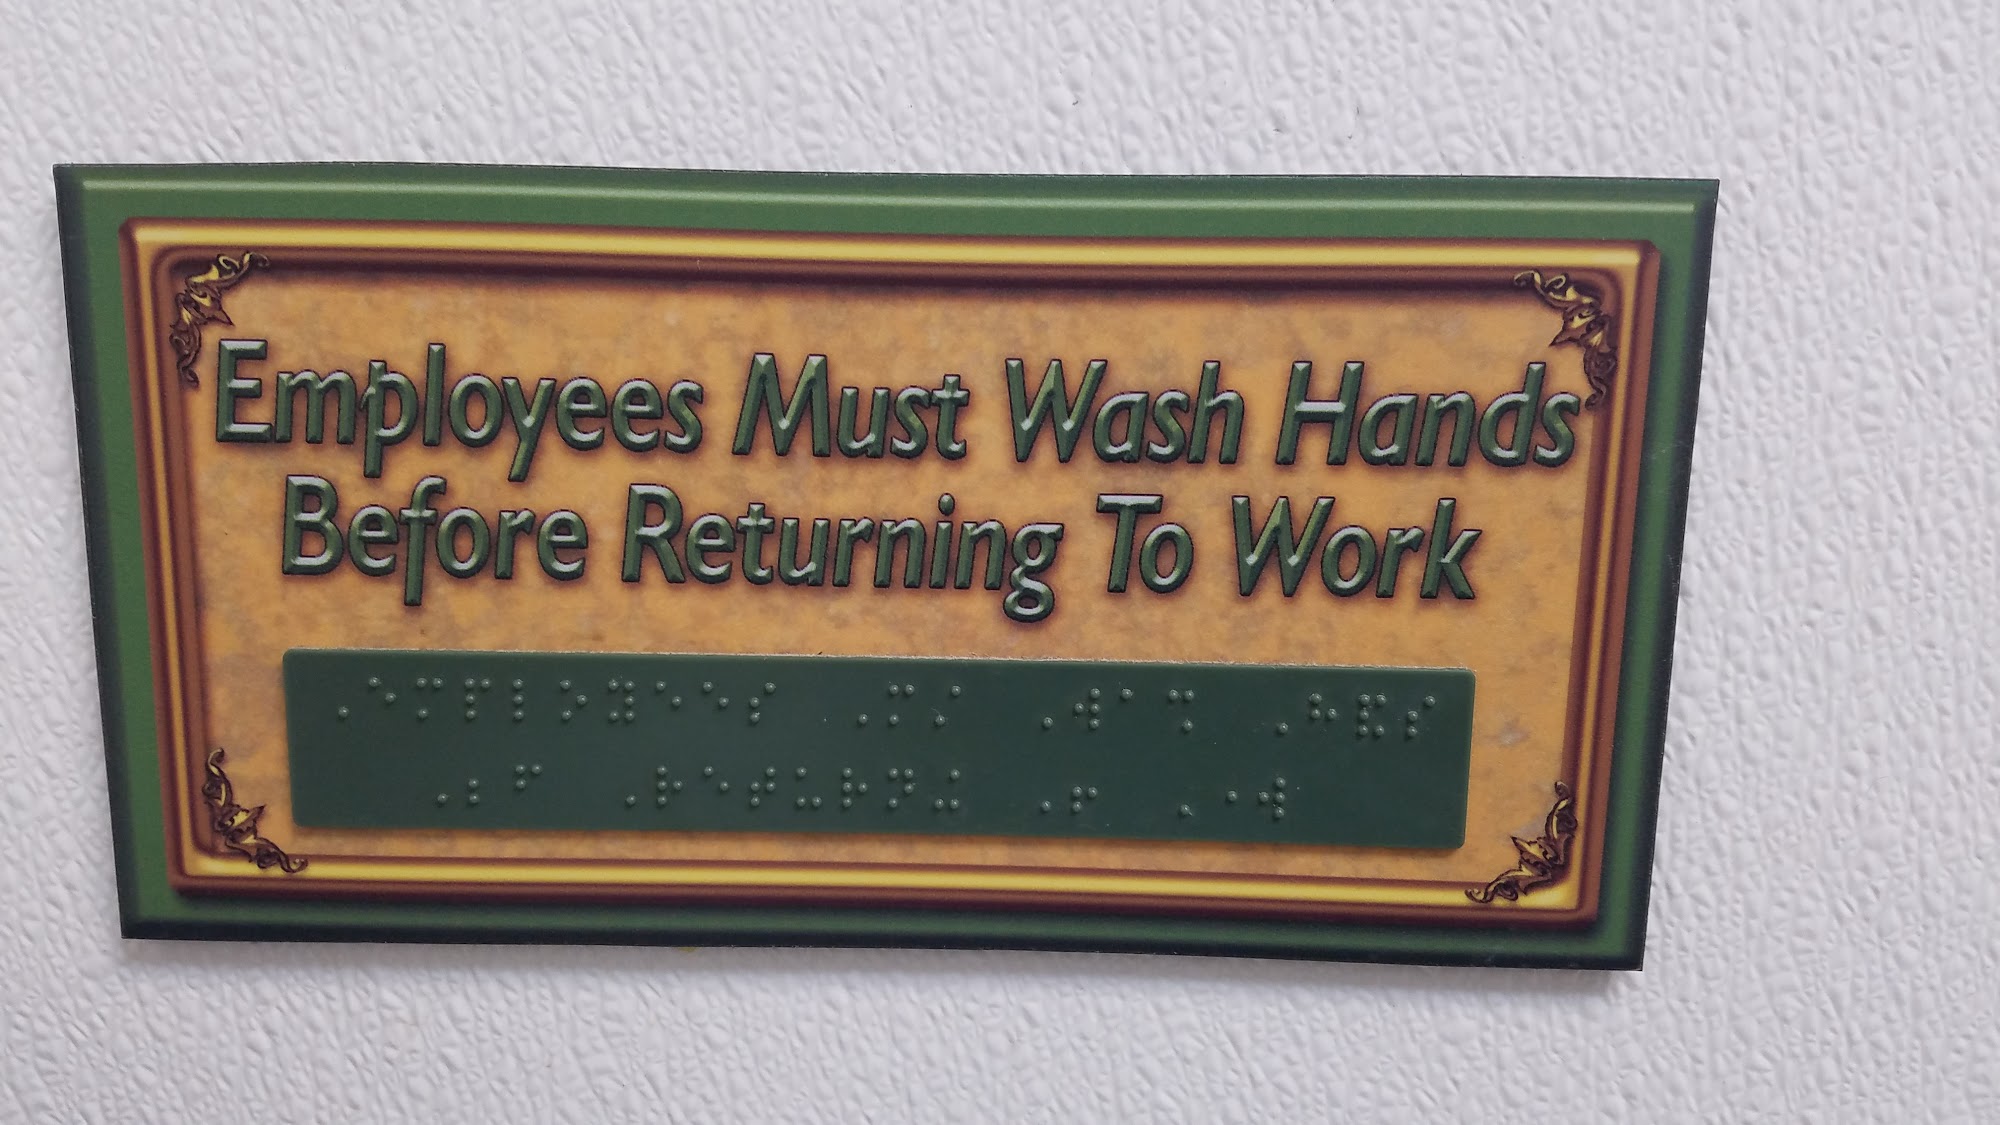 Employees Must Wash Hands
Before Returning To Work
⠠⠑⠍⠏⠇⠕⠽⠑⠑⠎ ⠠⠍⠌ ⠠⠺⠁⠩ ⠠⠓⠯⠎
⠠⠆⠋ ⠠⠗⠑⠞⠥⠗⠝⠬ ⠠⠖ ⠠⠐⠺